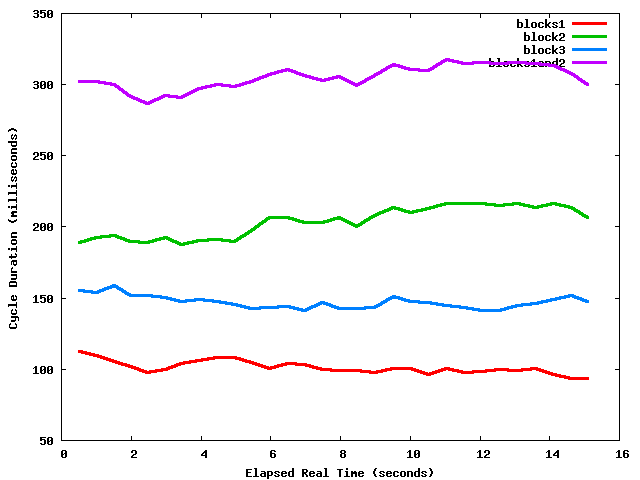 350
300
250
200
150
100
50
0 2 4 6 8 10 12 14 16
Cycle Duration (milliseconds)
Elapsed Real Time (seconds)
blocks1
block2
block3
blocks1and2